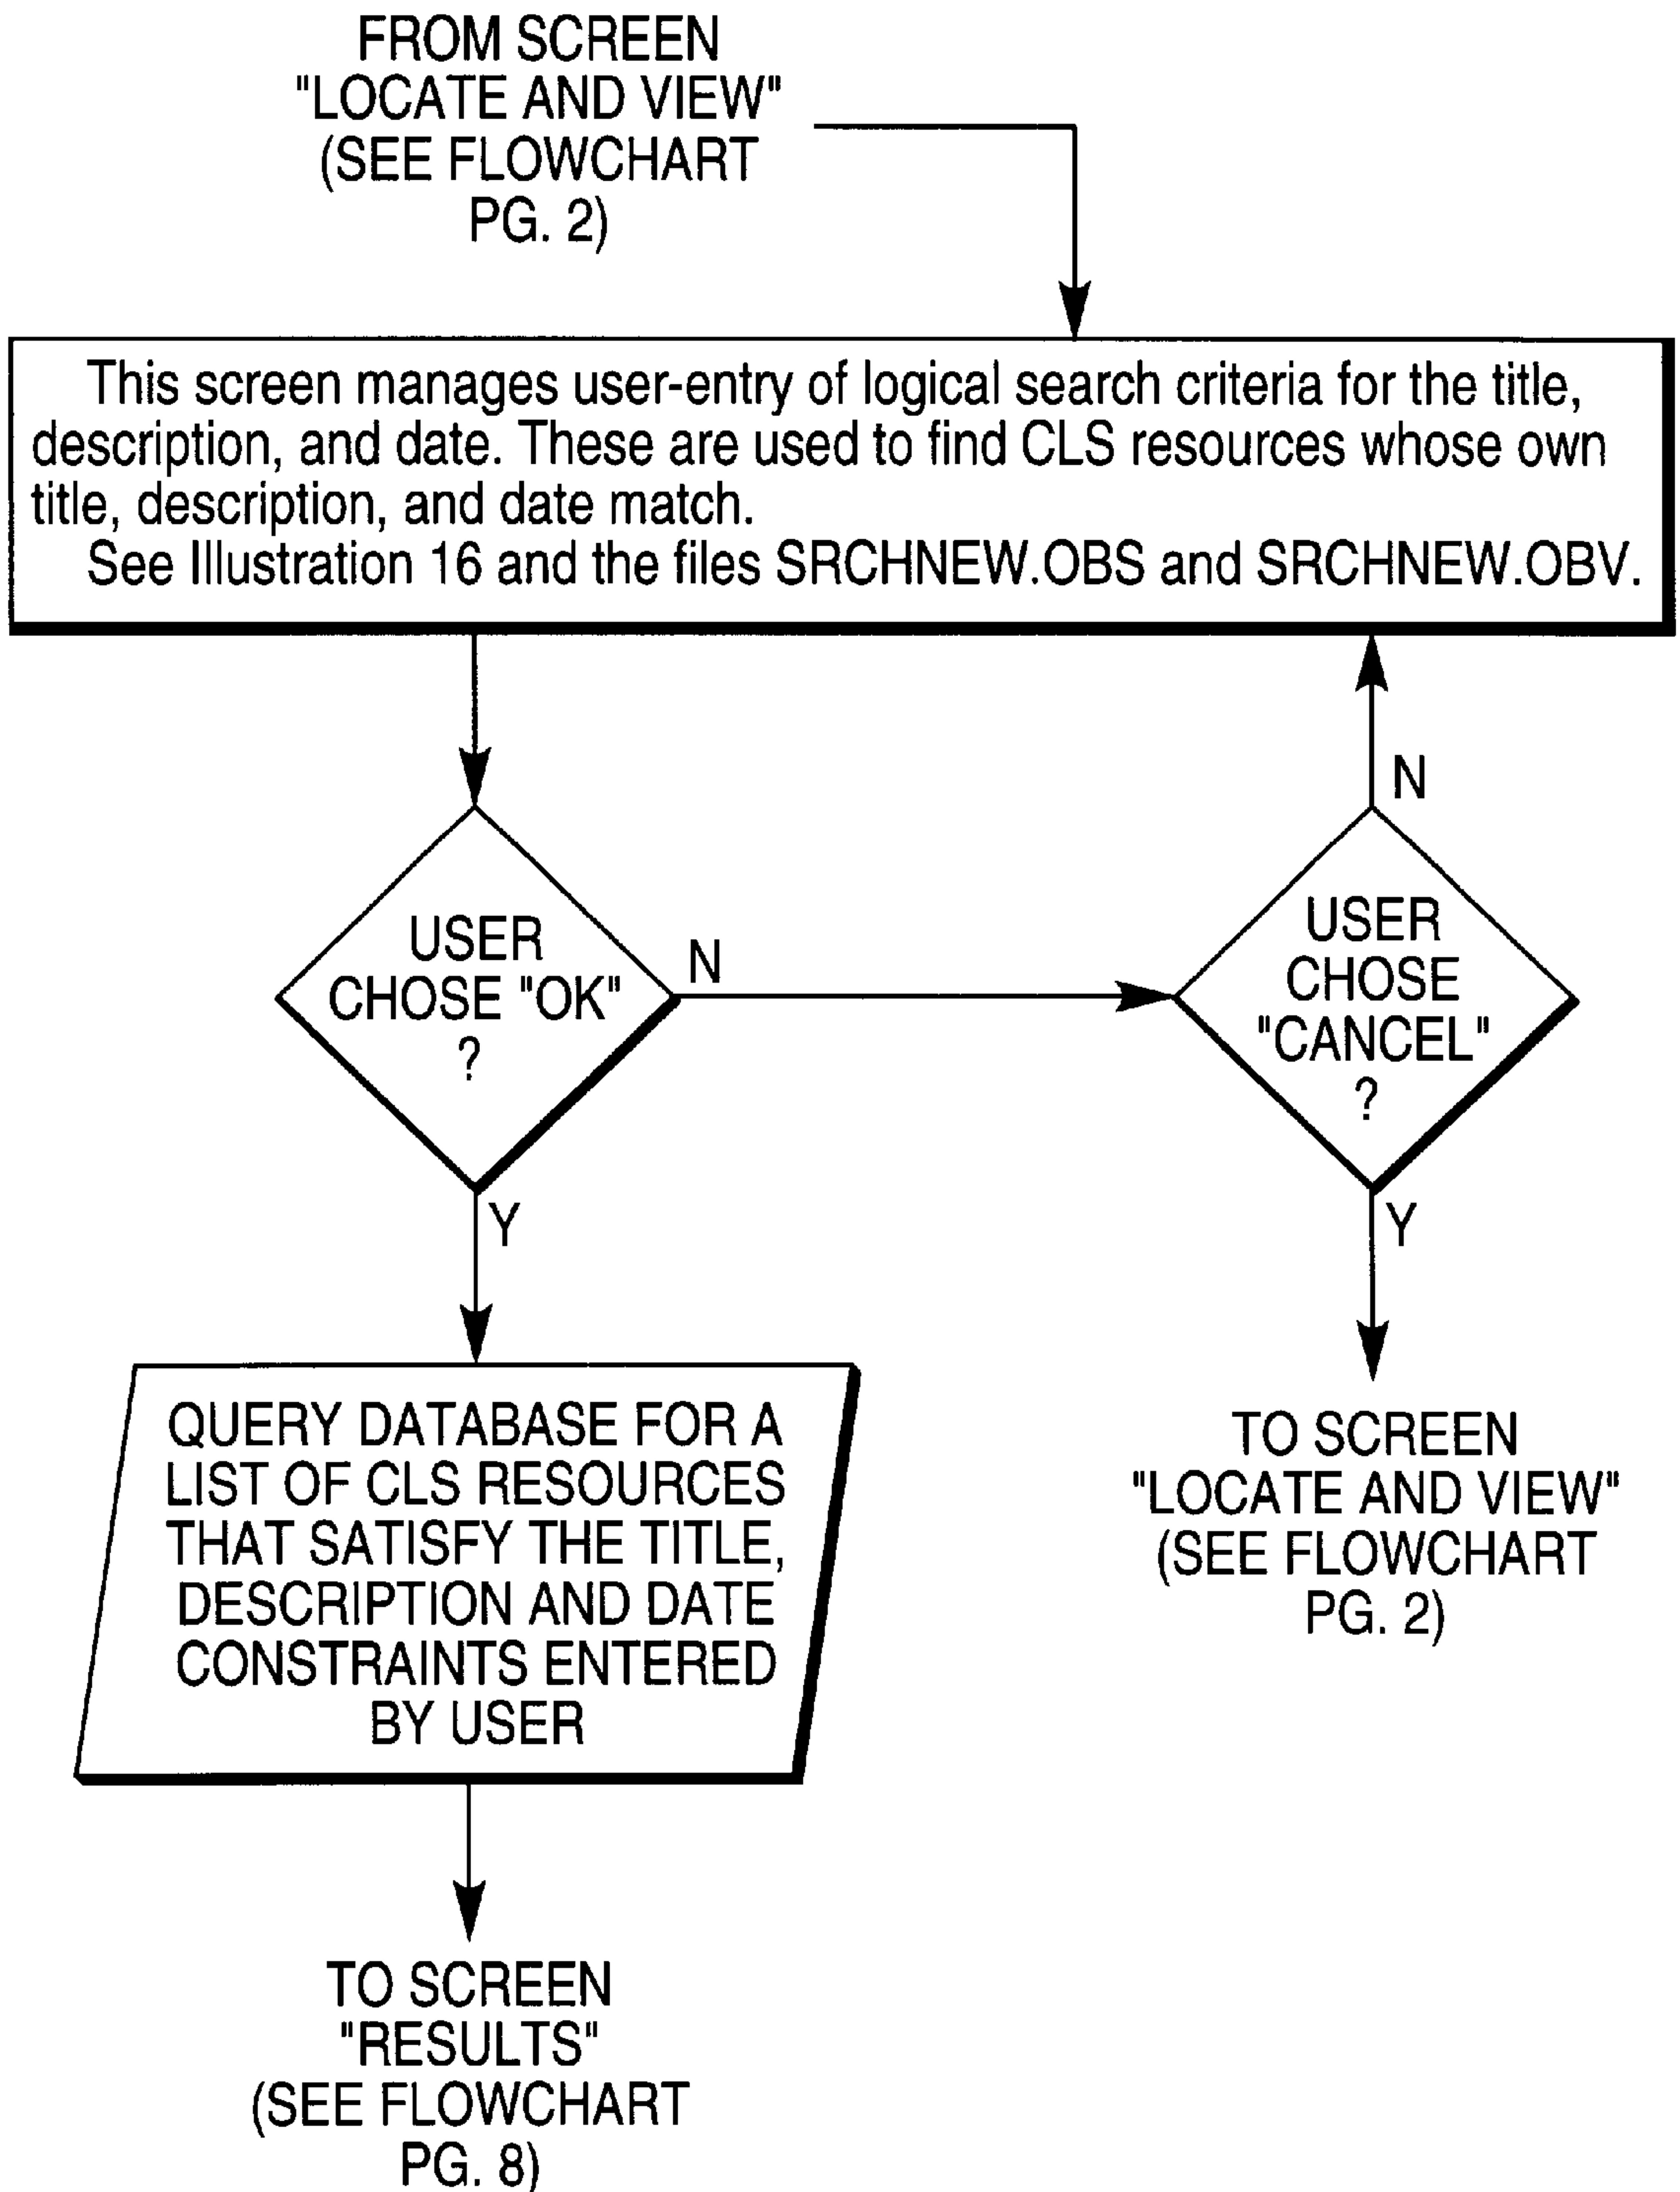 FROM SCREEN
"LOCATE AND VIEW"
(SEE FLOWCHART
PG. 2)
This screen manages user-entry of logical search criteria for the title,
description, and date. These are used to find CLS resources whose own
title, description, and date match.
See Illustration 16 and the files SRCHNEW.OBS and SRCHNEW.OBV.
USER
CHOSE "OK"
?
N
Y
USER
CHOSE
"CANCEL"
?
N
Y
QUERY DATABASE FOR A
LIST OF CLS RESOURCES
THAT SATISFY THE TITLE,
DESCRIPTION AND DATE
CONSTRAINTS ENTERED
BY USER
TO SCREEN
"LOCATE AND VIEW"
(SEE FLOWCHART
PG. 2)
TO SCREEN
"RESULTS"
(SEE FLOWCHART
PG. 8)